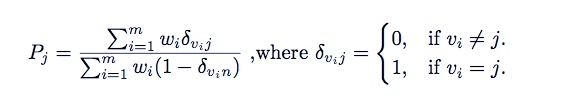 P_j = \frac{\sum_{i=1}^{m} w_i \delta_{v_i j}}{\sum_{i=1}^{m} w_i (1 - \delta_{v_i n})} ,where \delta_{v_i j} = \begin{cases} 0, & \text{if } v_i \neq j. \\ 1, & \text{if } v_i = j. \end{cases}